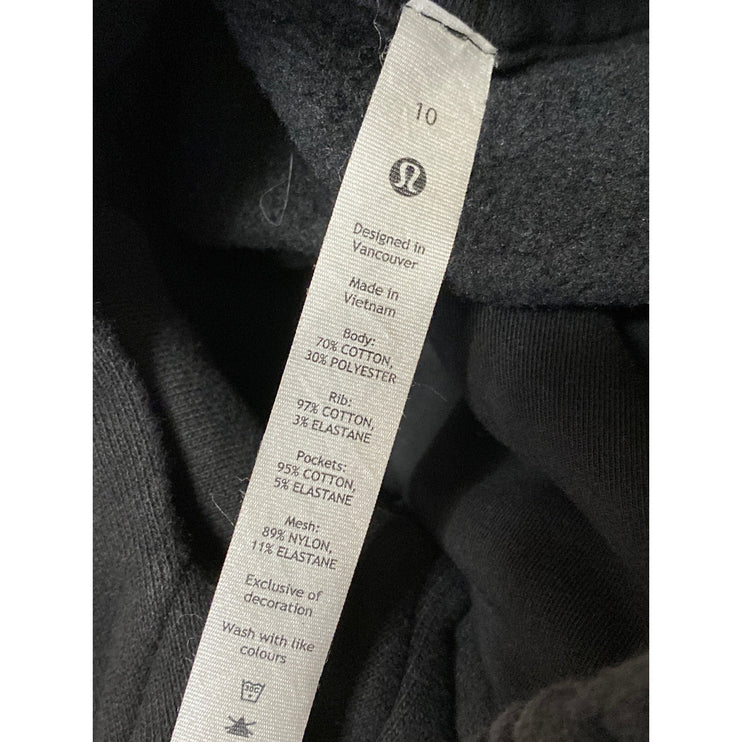 10
Designed in
Vancouver
Made in
Vietnam
Body:
70% COTTON,
30% POLYESTER
Rib:
97% COTTON,
3% ELASTANE
Pockets:
95% COTTON,
5% ELASTANE
Mesh:
89% NYLON,
11% ELASTANE
Exclusive of
decoration
Wash with like
colours
30C